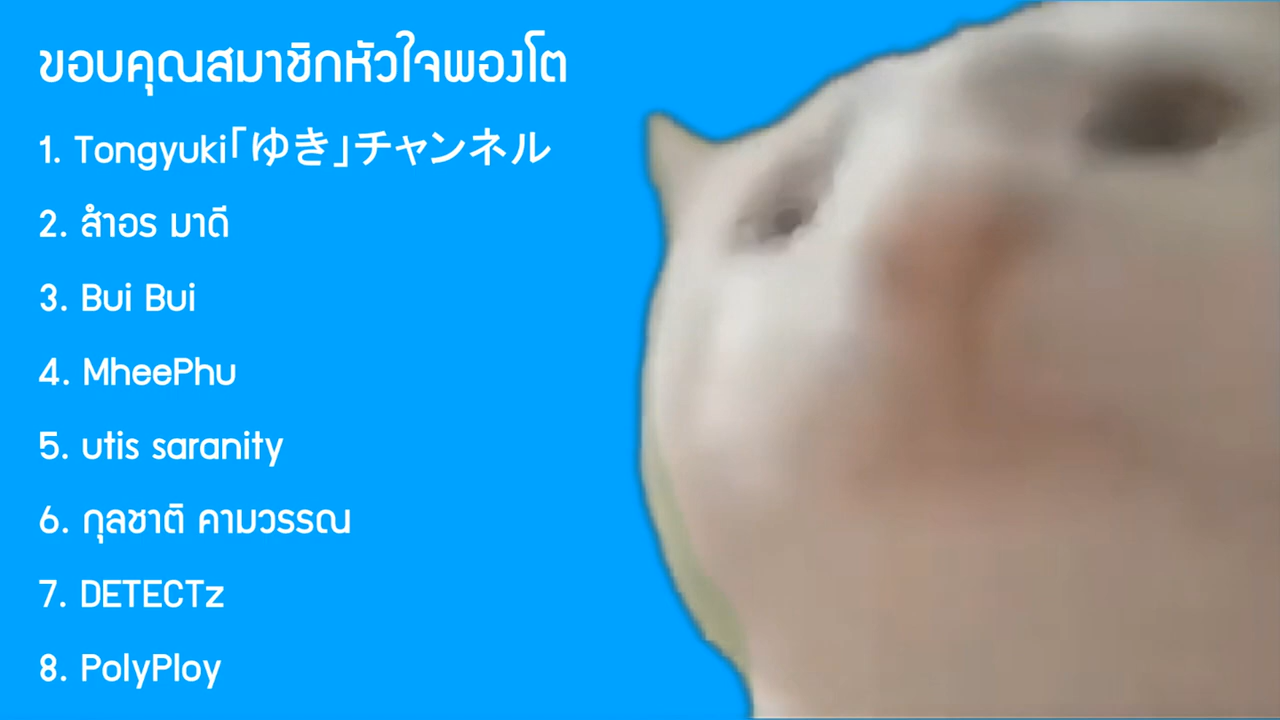 ขอบคุณสมาชิกหัวใจพองโต
1. Tongyuki「ゆき」チャンネル
2. สำอร มาดี
3. Bui Bui
4. MheePhu
5. utis saranity
6. กุลชาติ คามวรรณ
7. DETECTz
8. PolyPloy